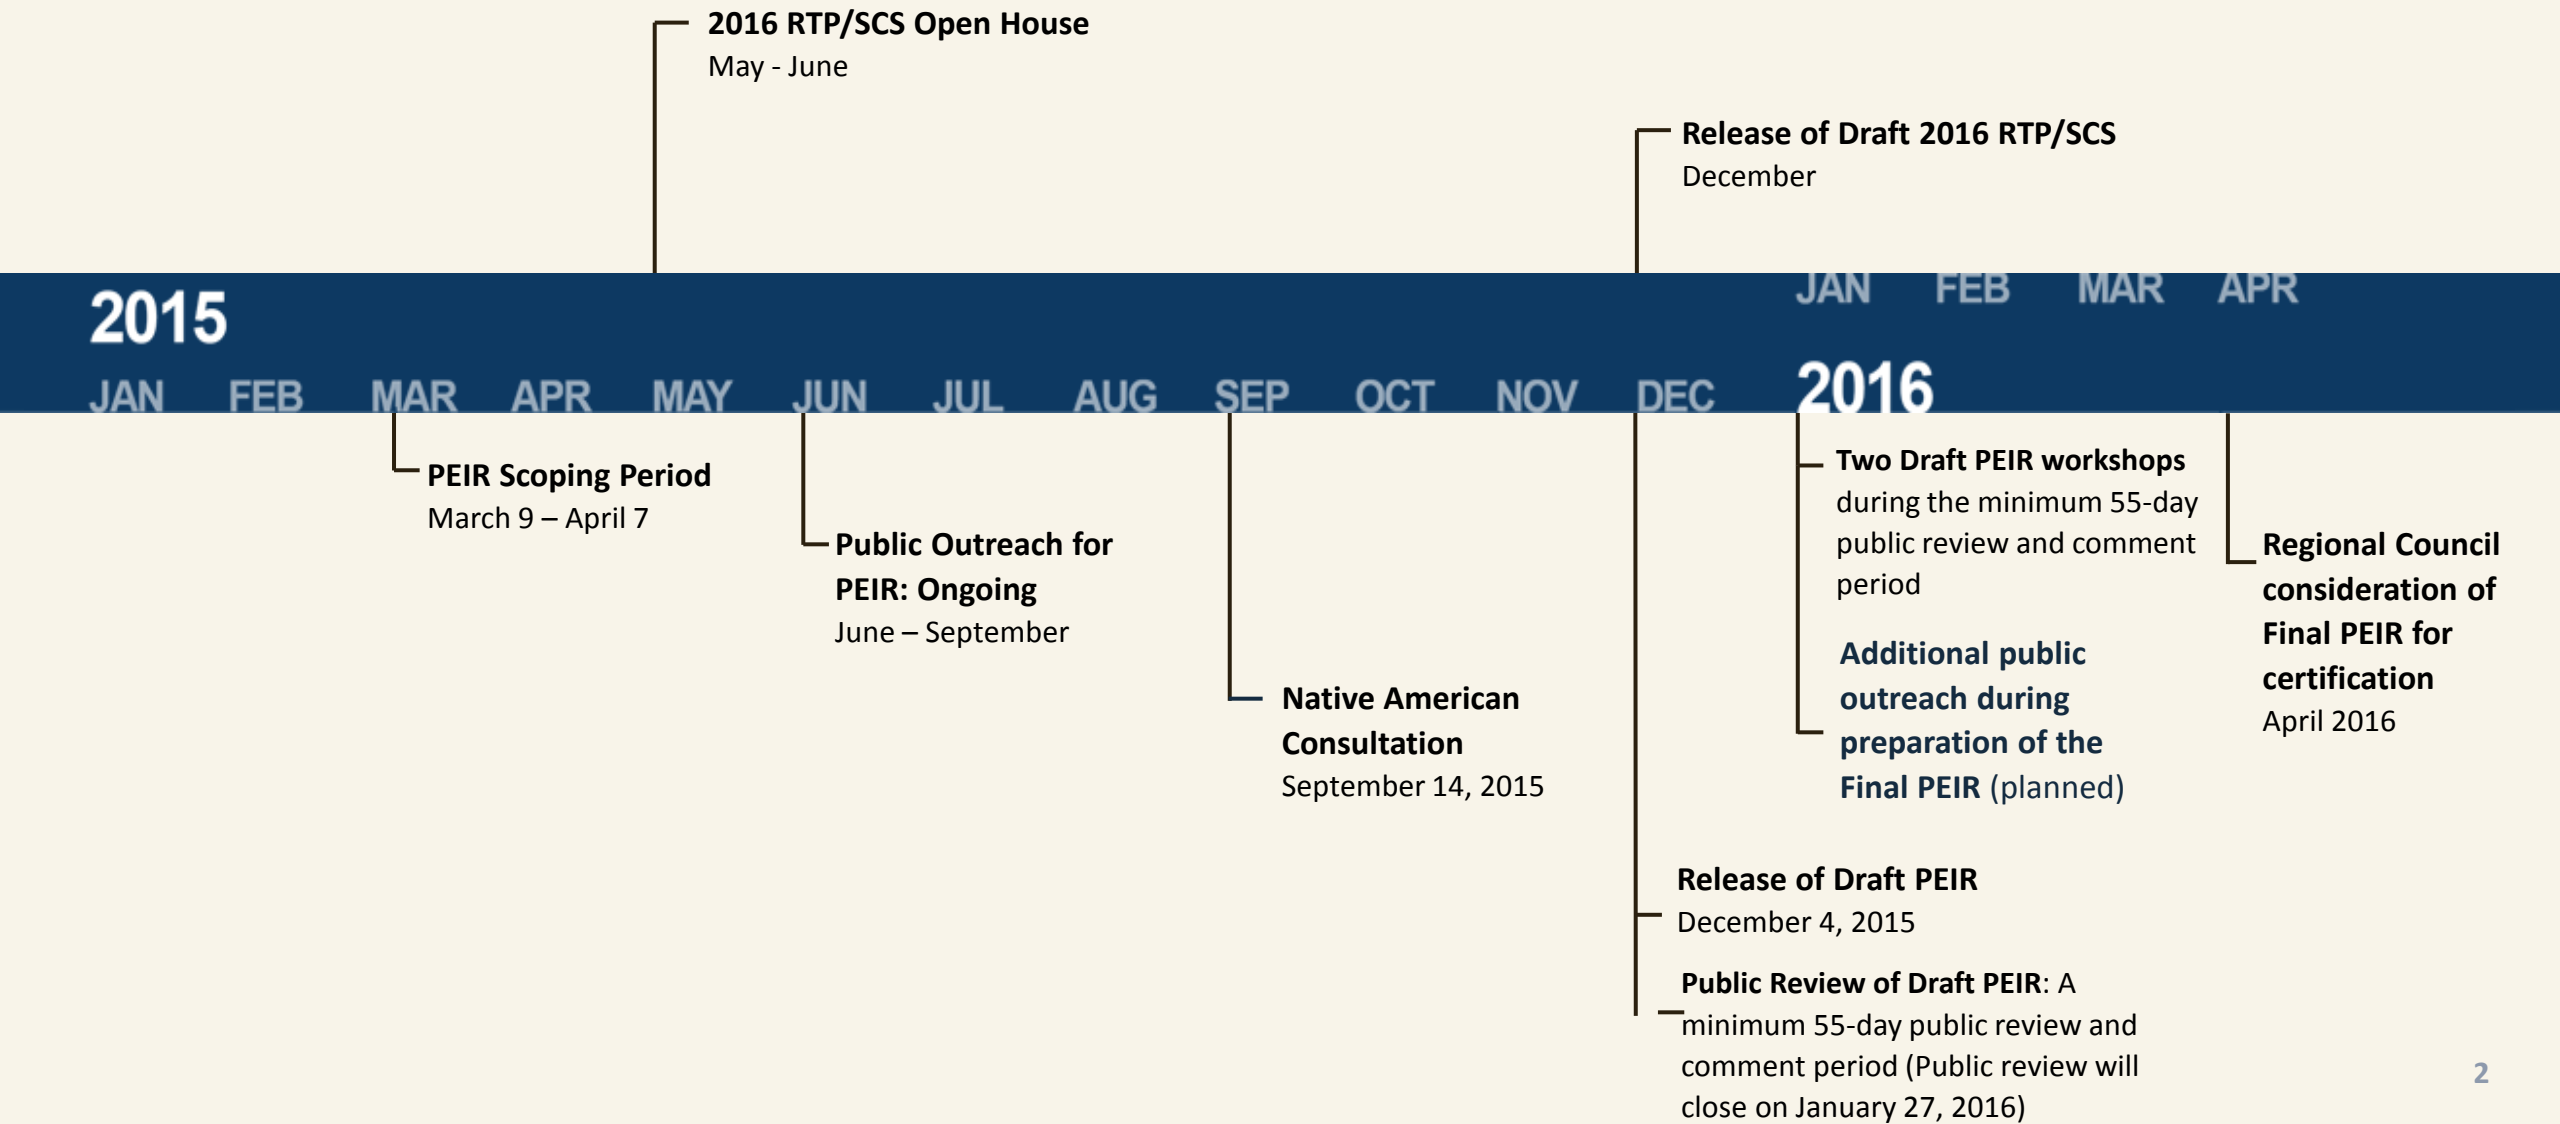 2016 RTP/SCS Open House
May - June
Release of Draft 2016 RTP/SCS
December
2015
JAN FEB MAR APR MAY JUN JUL AUG SEP OCT NOV DEC
JAN FEB MAR APR
2016
PEIR Scoping Period
March 9 – April 7
Public Outreach for
PEIR: Ongoing
June – September
Native American
Consultation
September 14, 2015
Two Draft PEIR workshops
during the minimum 55-day
public review and comment
period
Additional public
outreach during
preparation of the
Final PEIR (planned)
Regional Council
consideration of
Final PEIR for
certification
April 2016
Release of Draft PEIR
December 4, 2015
Public Review of Draft PEIR: A
minimum 55-day public review and
comment period (Public review will
close on January 27, 2016)
2